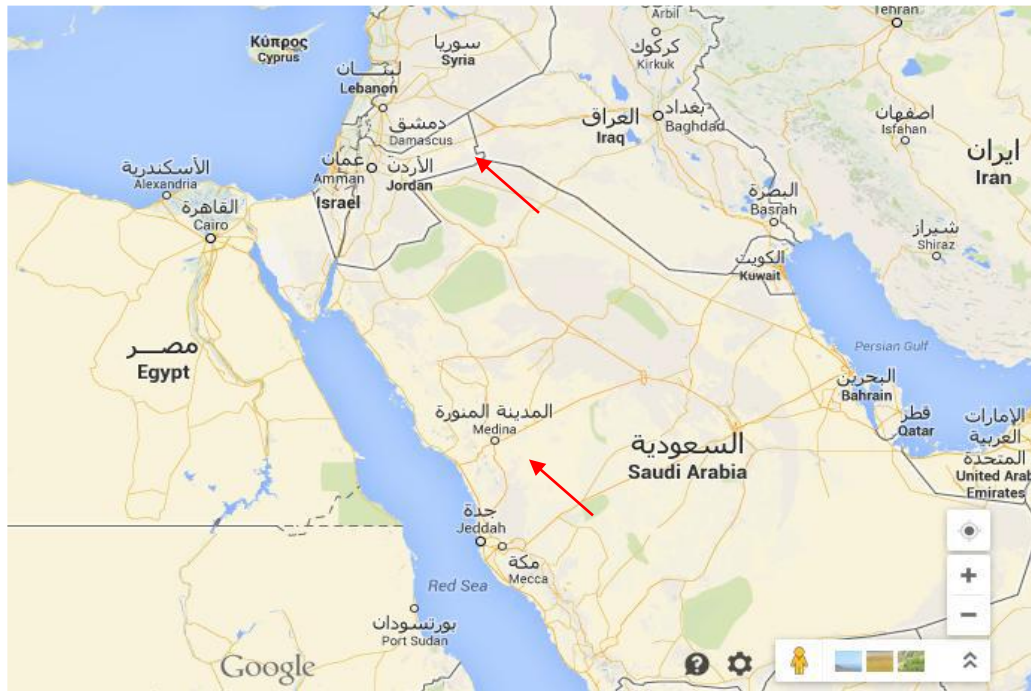 Arbil
Tehran
Κύπρος
Cyprus
سوريا
Syria
كركوك
Kirkuk
لبنان
Lebanon
دمشق
Damascus
العراق
Iraq
بغداد
Baghdad
اصفهان
Isfahan
ایران
Iran
الأسكندرية
Alexandria
عمان
Amman
الأردن
Jordan
Israel
القاهرة
Cairo
البصرة
Basrah
شیراز
Shiraz
الكويت
Kuwait
مصر
Egypt
Persian Gulf
البحرين
Bahrain
قطر
Qatar
الإمارات
العربية
المتحدة
United Arab
Emirates
المدينة المنورة
Medina
السعودية
Saudi Arabia
جدة
Jeddah
مكة
Mecca
Red Sea
بورتسودان
Port Sudan
Google